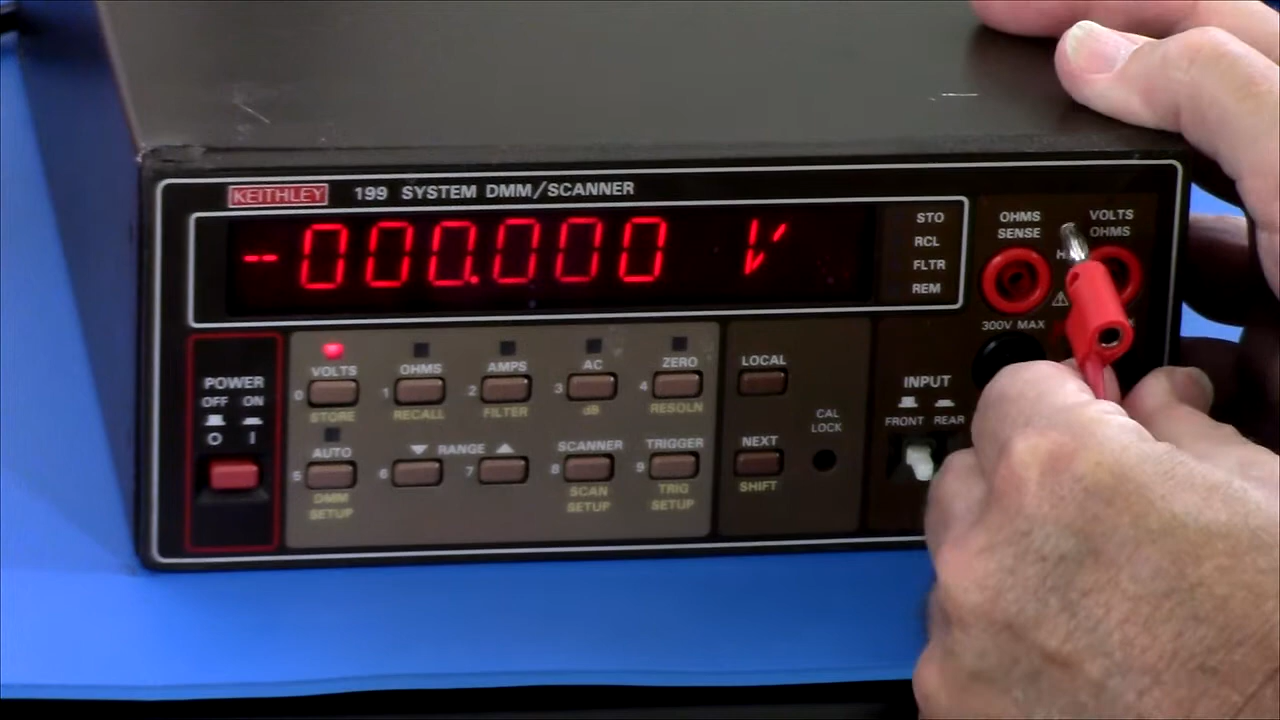 KEITHLEY 199 SYSTEM DMM/SCANNER
-000.000 V
STO
RCL
FLTR
REM
OHMS
SENSE
VOLTS
OHMS
300V MAX
POWER
OFF ON
O I
VOLTS
OHMS
AMPS
AC
ZERO
0
1
2
3
4
STORE
RECALL
FILTER
dB
RESOLN
AUTO
RANGE
SCANNER
TRIGGER
5
6
7
8
9
DMM
SETUP
SCAN
SETUP
TRIG
SETUP
LOCAL
NEXT
SHIFT
CAL
LOCK
INPUT
FRONT REAR